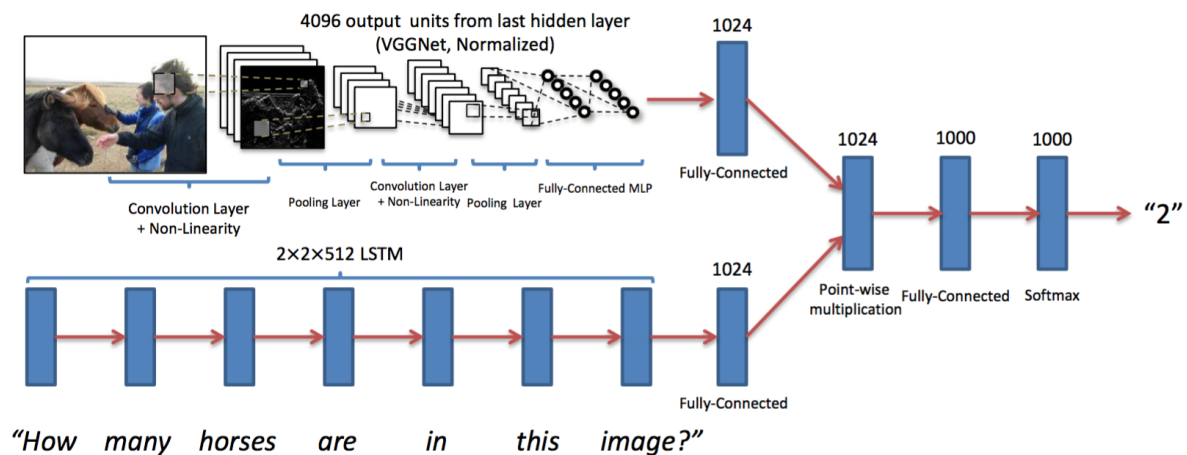 4096 output units from last hidden layer
(VGGNet, Normalized)
1024
Fully-Connected
Convolution Layer
+ Non-Linearity
Pooling Layer
Convolution Layer
+ Non-Linearity
Pooling Layer
Fully-Connected MLP
2×2×512 LSTM
1024
Fully-Connected
1024
Point-wise
multiplication
1000
Fully-Connected
1000
Softmax
“2”
“How many horses are in this image?”